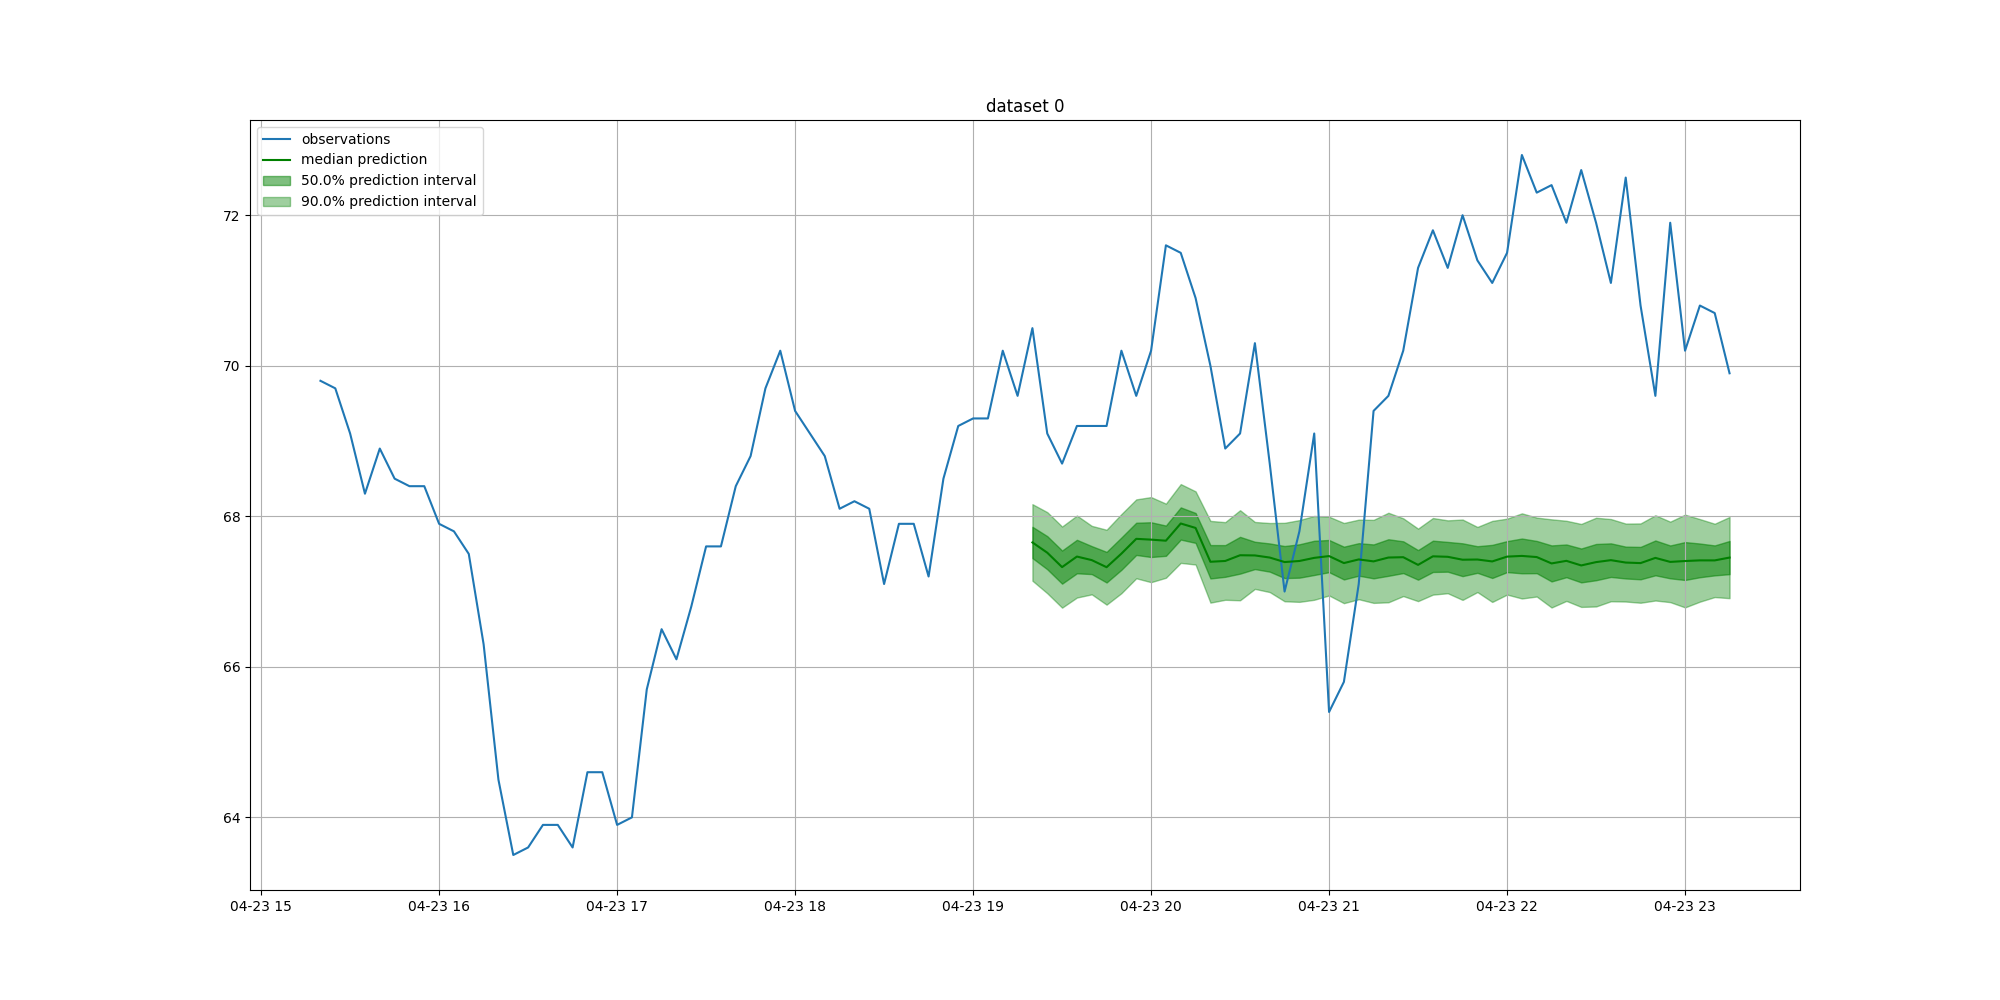 dataset 0
observations
median prediction
50.0% prediction interval
90.0% prediction interval
72
70
68
66
64
04-23 15 04-23 16 04-23 17 04-23 18 04-23 19 04-23 20 04-23 21 04-23 22 04-23 23